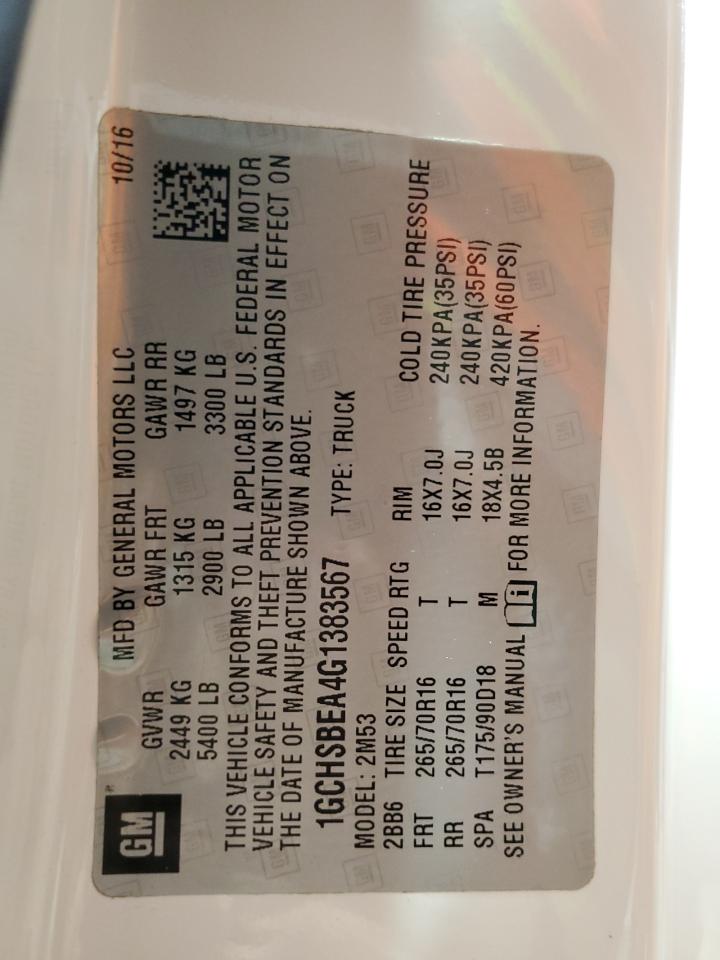 GM
MFD BY GENERAL MOTORS LLC 10/16
GVWR GAWR FRT GAWR RR
2449 KG 1315 KG 1497 KG
5400 LB 2900 LB 3300 LB
THIS VEHICLE CONFORMS TO ALL APPLICABLE U.S. FEDERAL MOTOR
VEHICLE SAFETY AND THEFT PREVENTION STANDARDS IN EFFECT ON
THE DATE OF MANUFACTURE SHOWN ABOVE.
1GCHSBEA4G1383567 TYPE: TRUCK
MODEL: 2M53
2BB6 TIRE SIZE SPEED RTG RIM COLD TIRE PRESSURE
FRT 265/70R16 T 16X7.0J 240KPA(35PSI)
RR 265/70R16 T 16X7.0J 240KPA(35PSI)
SPA T175/90D18 M 18X4.5B 420KPA(60PSI)
SEE OWNER'S MANUAL i FOR MORE INFORMATION.